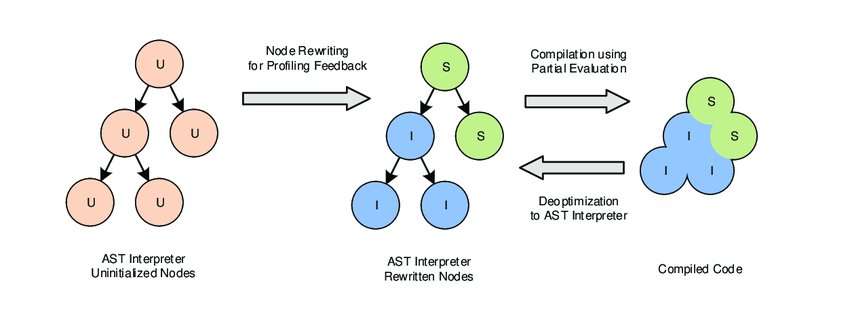 U
U
U
U
U
AST Interpreter
Uninitialized Nodes
Node Rewriting
for Profiling Feedback
S
I
S
I
I
AST Interpreter
Rewritten Nodes
Compilation using
Partial Evaluation
Deoptimization
to AST Interpreter
S
I
S
I
I
Compiled Code